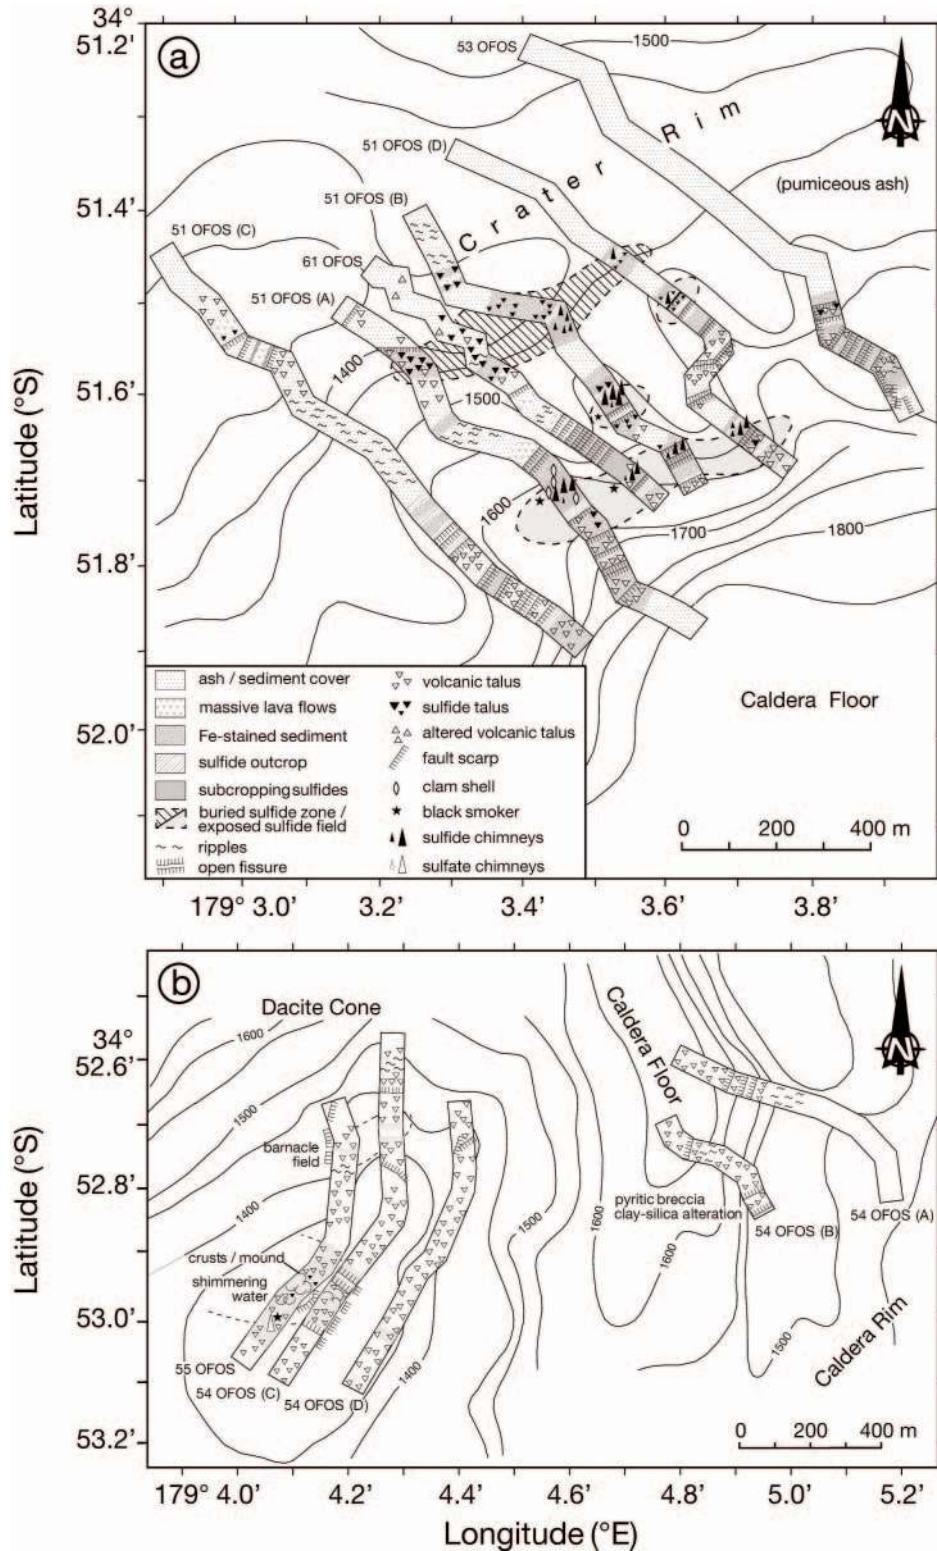 34°
51.2'
51.4'
51.6'
51.8'
52.0'
Latitude (°S)
a
53 OFOS
1500
N
51 OFOS (D)
Crater Rim
(pumiceous ash)
51 OFOS (B)
51 OFOS (C)
61 OFOS
51 OFOS (A)
1400
1500
1600
1700
1800
Caldera Floor
ash / sediment cover
massive lava flows
Fe-stained sediment
sulfide outcrop
subcropping sulfides
buried sulfide zone /
exposed sulfide field
ripples
open fissure
volcanic talus
sulfide talus
altered volcanic talus
fault scarp
clam shell
black smoker
sulfide chimneys
sulfate chimneys
0 200 400 m
179° 3.0' 3.2' 3.4' 3.6' 3.8'
b
34°
52.6'
52.8'
53.0'
53.2'
Latitude (°S)
Dacite Cone
1600
1500
1400
Caldera Floor
N
barnacle
field
crusts / mound
shimmering
water
1500
1600
1600
pyritic breccia
clay-silica alteration
54 OFOS (B)
54 OFOS (A)
55 OFOS
54 OFOS (C)
54 OFOS (D)
1400
1500
Caldera Rim
0 200 400 m
179° 4.0' 4.2' 4.4' 4.6' 4.8' 5.0' 5.2'
Longitude (°E)